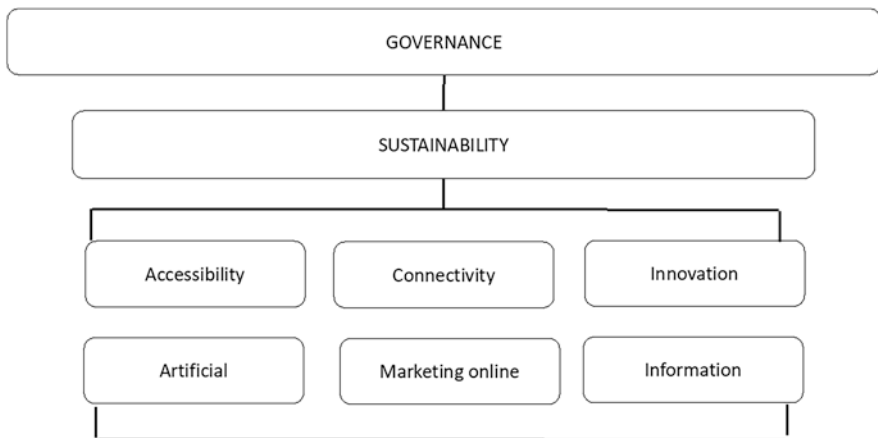 GOVERNANCE
SUSTAINABILITY
Accessibility
Connectivity
Innovation
Artificial
Marketing online
Information